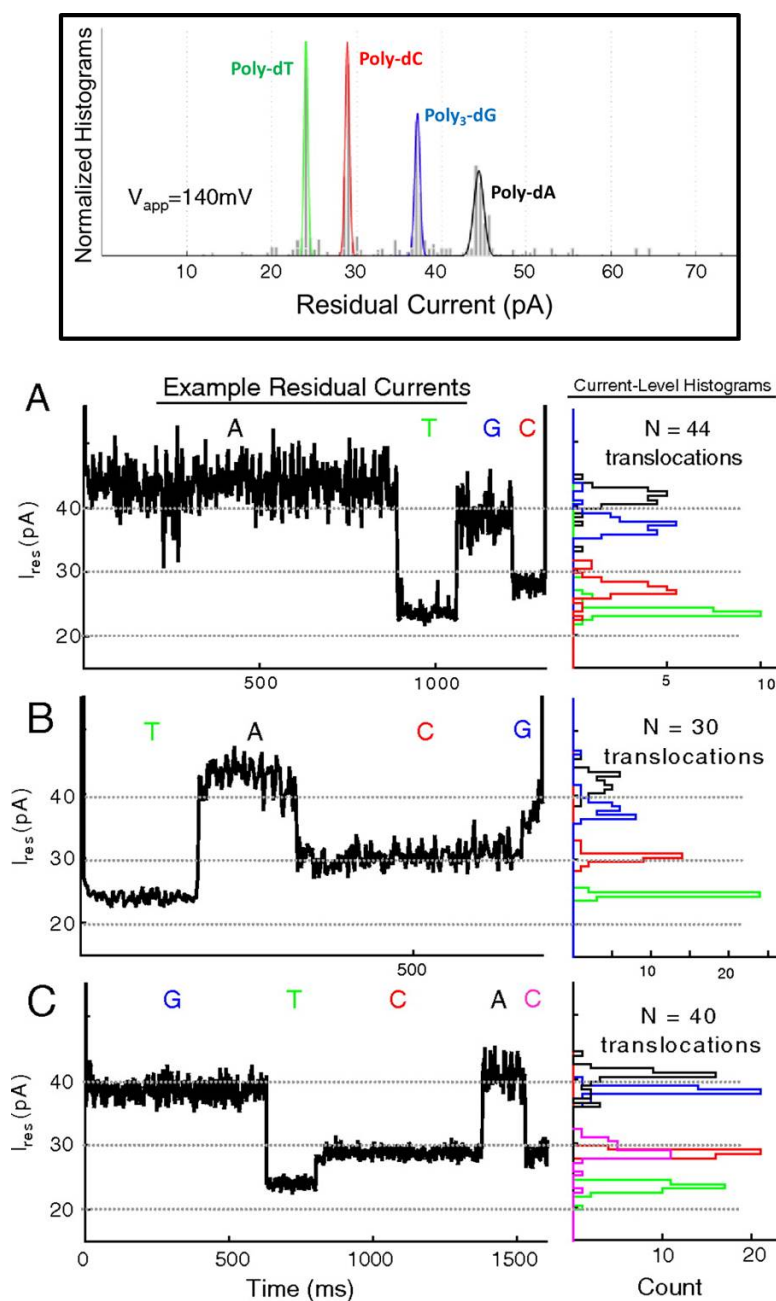 Normalized Histograms
Poly-dT
Poly-dC
Poly₃-dG
Poly-dA
Vapp=140mV
10 20 30 40 50 60 70
Residual Current (pA)
A
Example Residual Currents
Current-Level Histograms
A T G C
N = 44
translocations
Ires(pA)
40
30
20
500 1000
5 10
B
T A C G
N = 30
translocations
Ires(pA)
40
30
20
500
10 20
C
G T C A C
N = 40
translocations
Ires(pA)
40
30
20
0 500 1000 1500
10 20
Time (ms)
Count